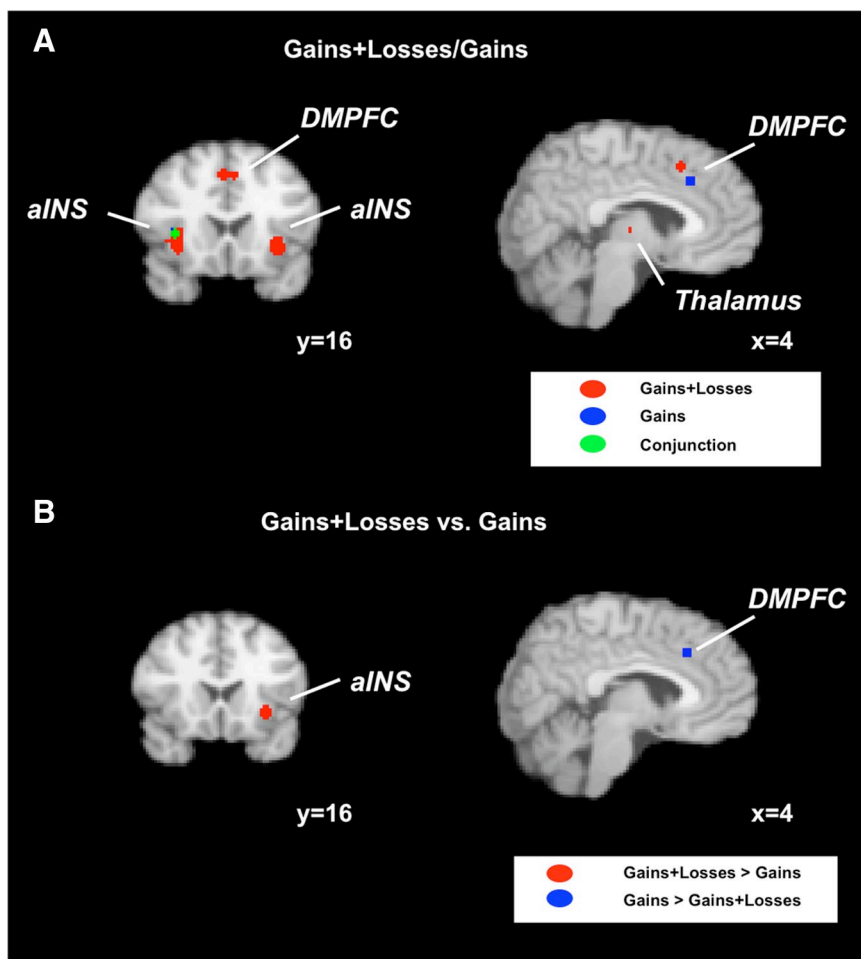 A
Gains+Losses/Gains
DMPFC
DMPFC
aINS
aINS
Thalamus
y=16
x=4
Gains+Losses
Gains
Conjunction
B
Gains+Losses vs. Gains
DMPFC
aINS
y=16
x=4
Gains+Losses > Gains
Gains > Gains+Losses